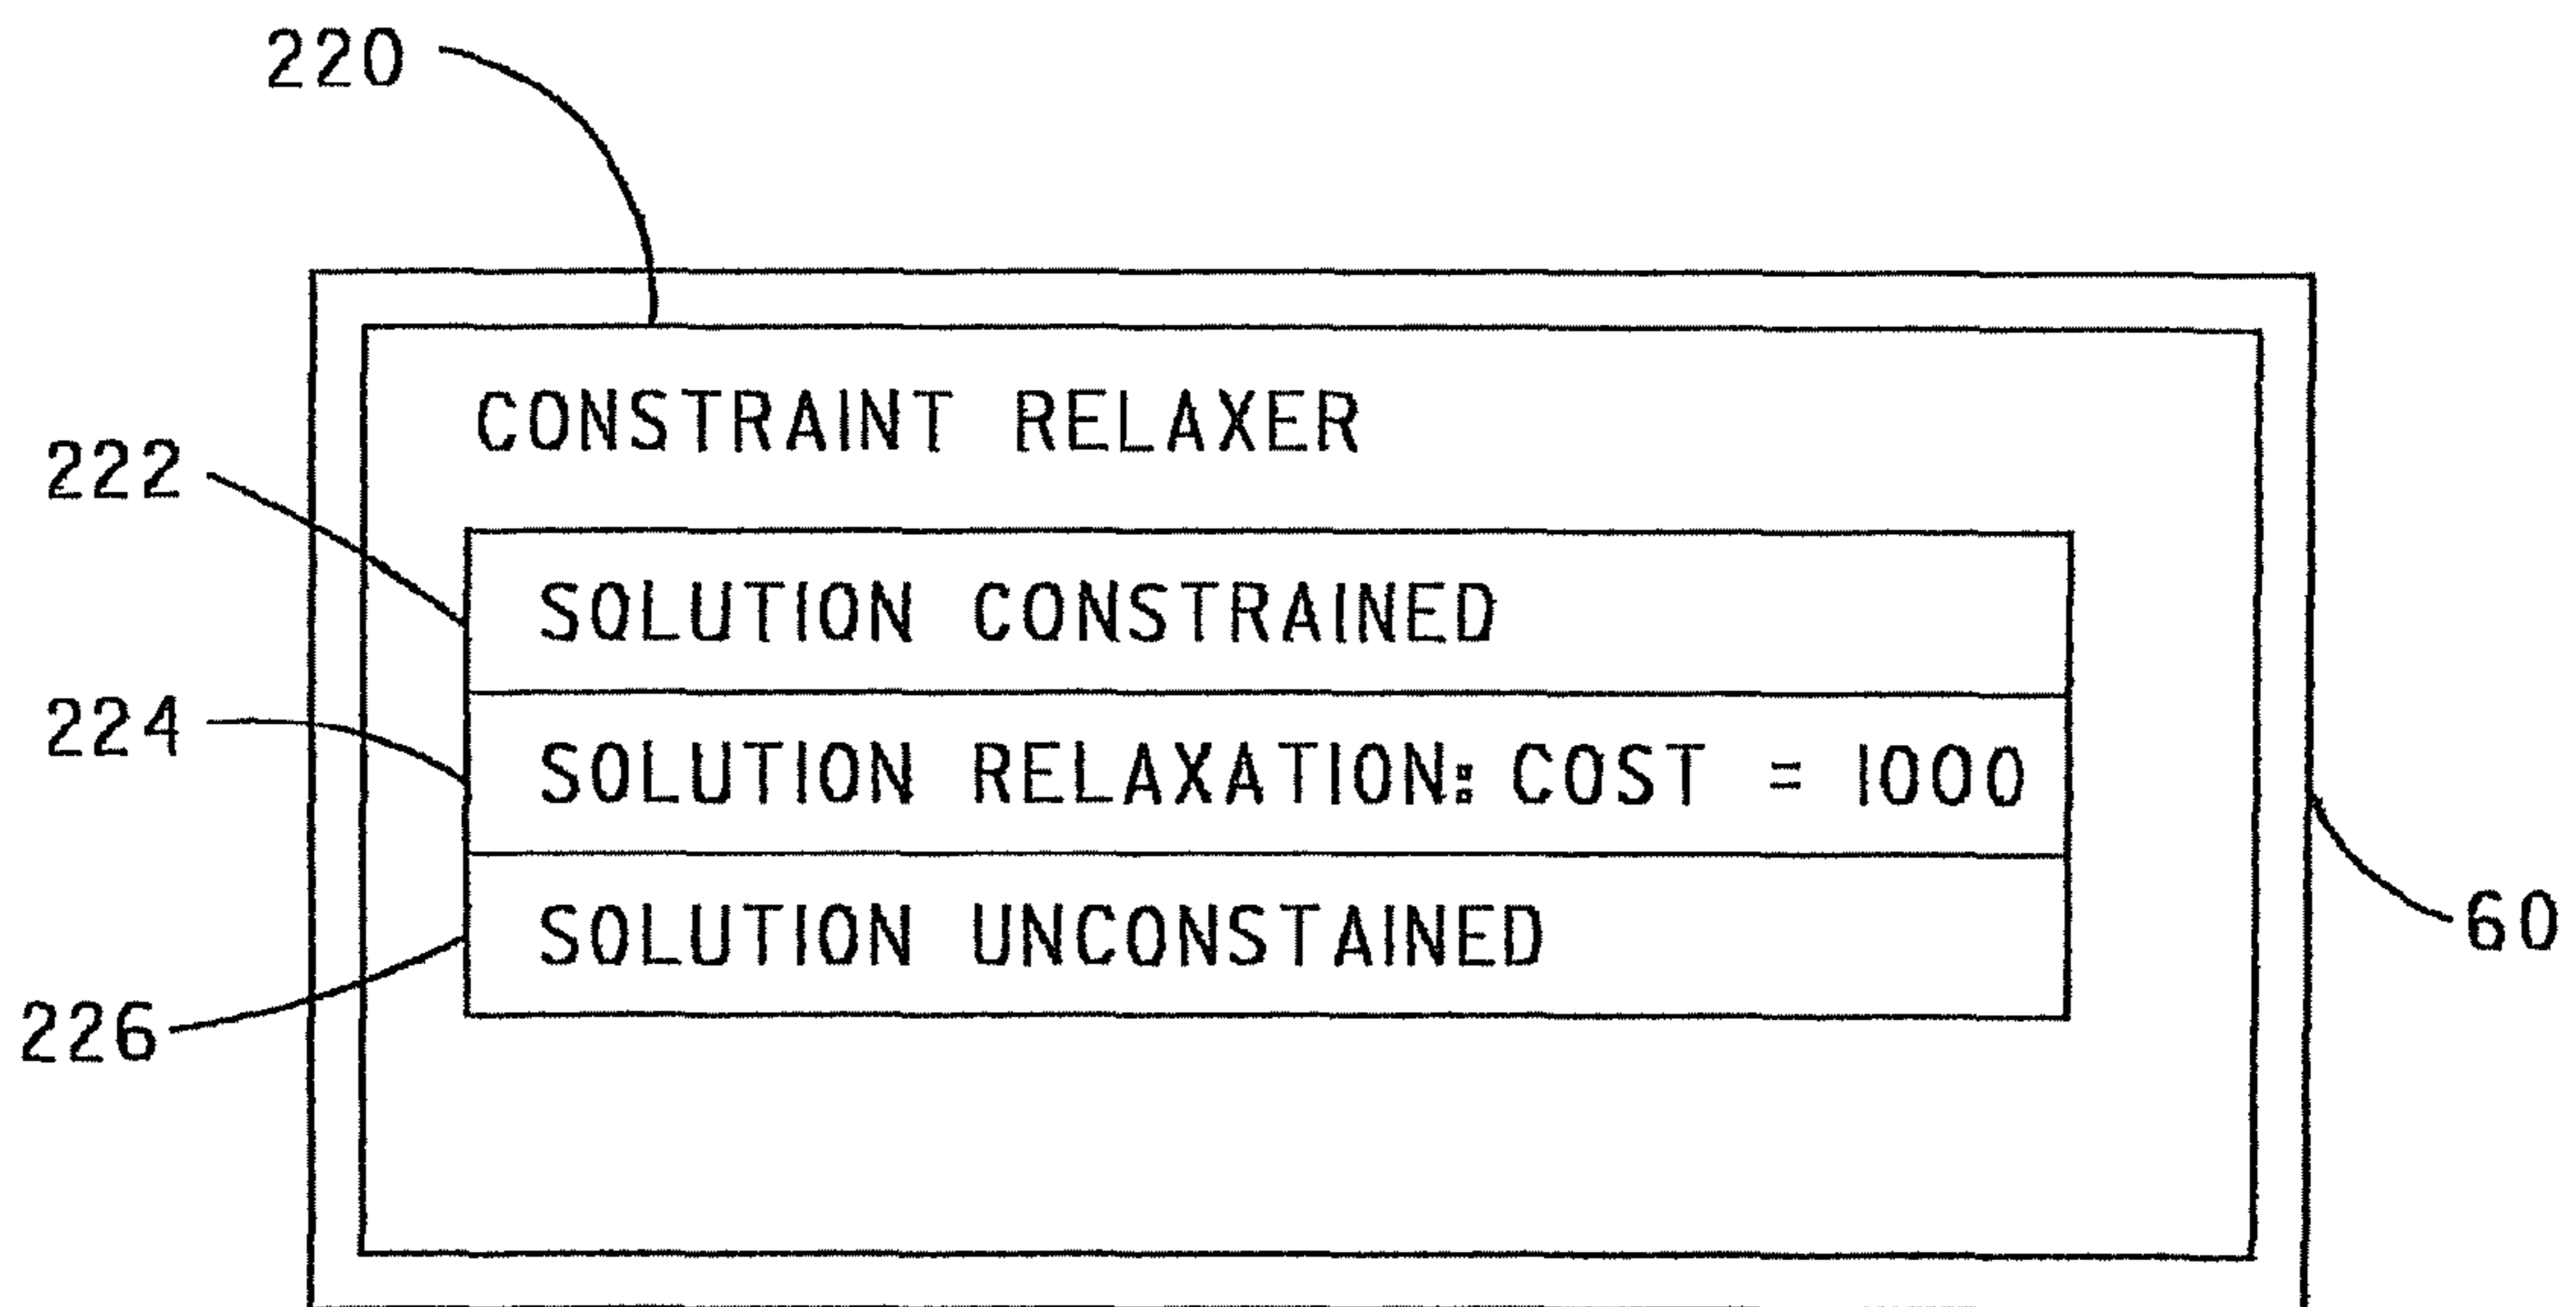 220
CONSTRAINT RELAXER
222
SOLUTION CONSTRAINED
224
SOLUTION RELAXATION: COST = 1000
SOLUTION UNCONSTAINED
60
226